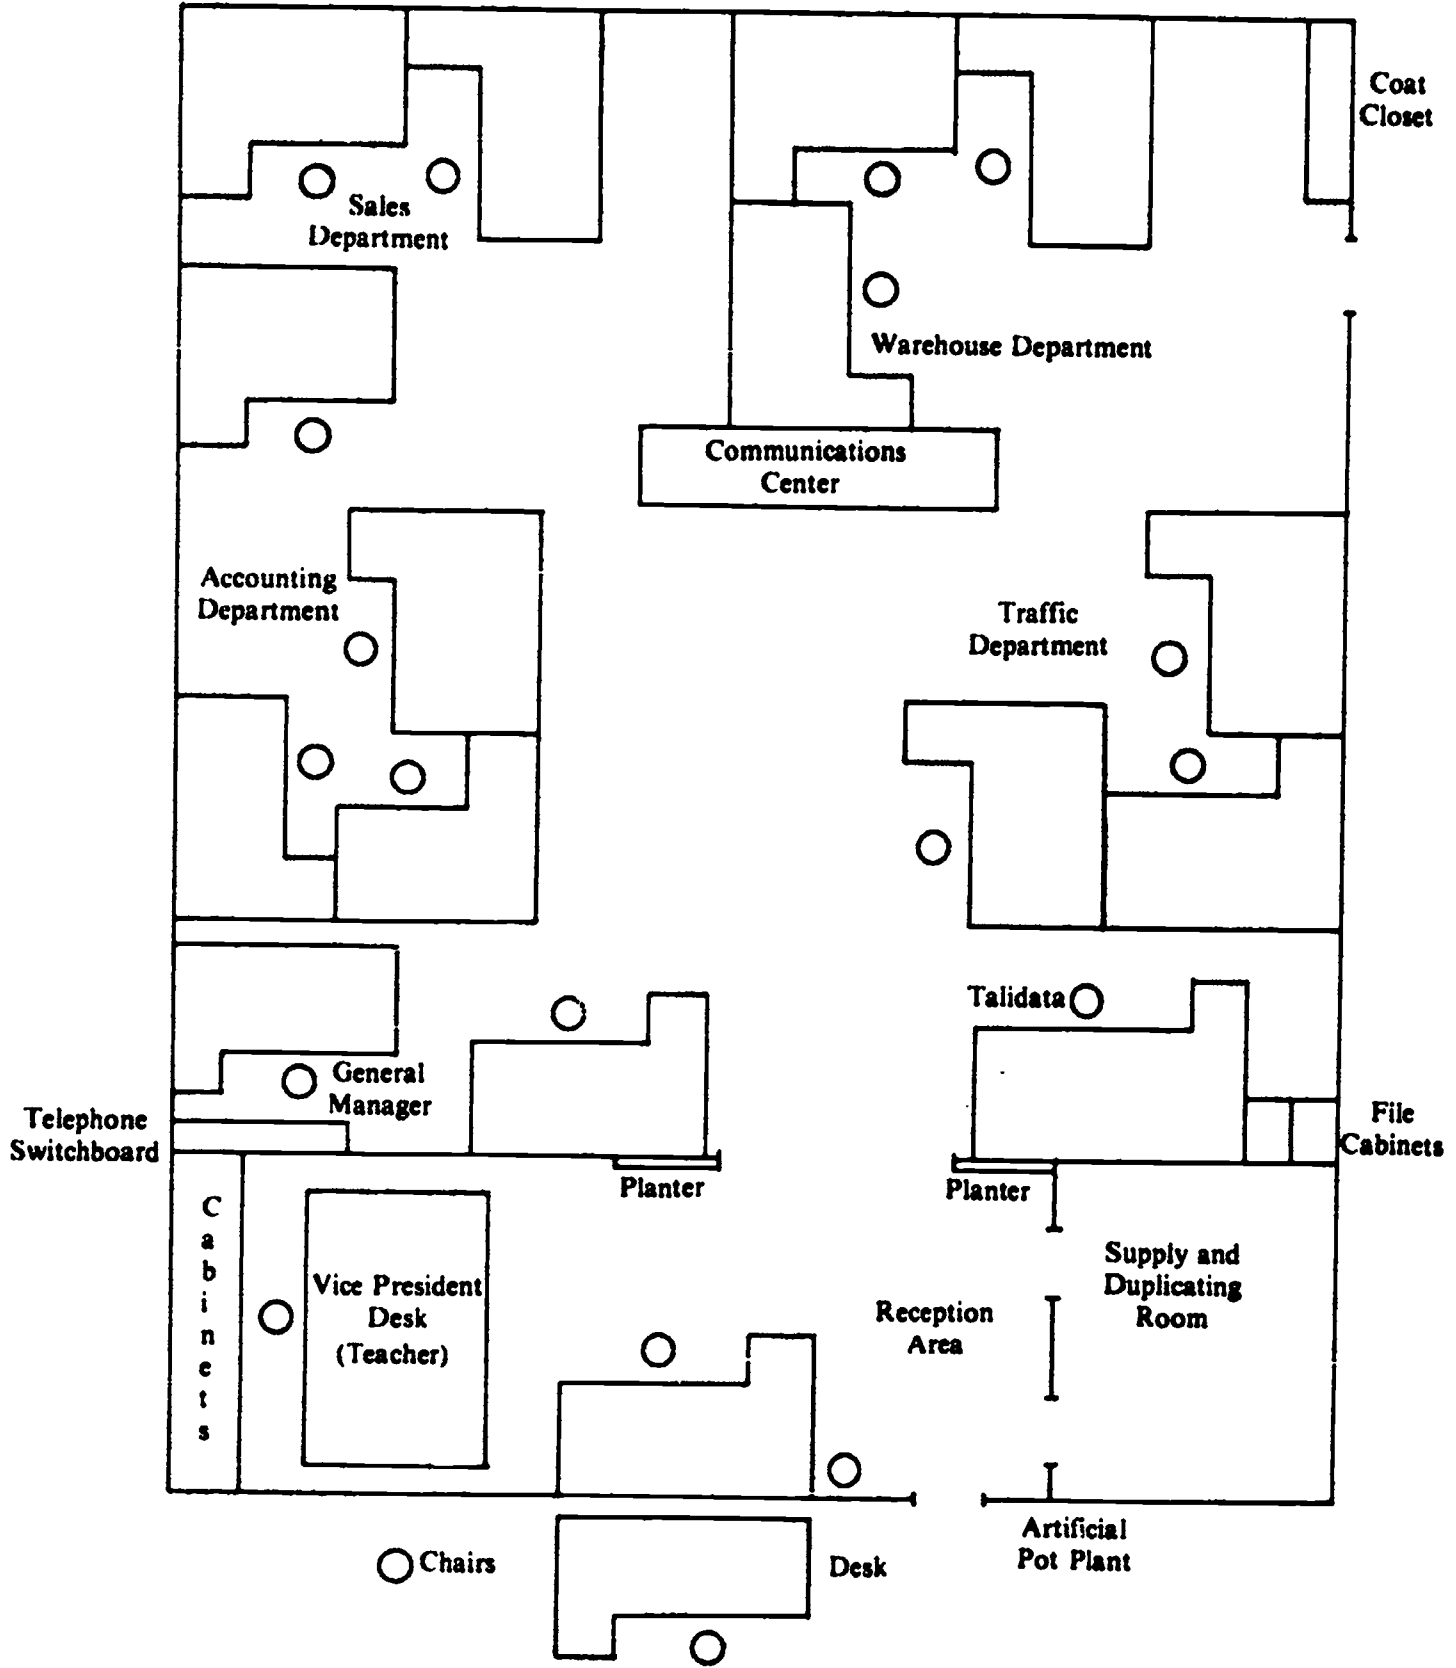 Coat
Closet
Sales
Department
Warehouse Department
Communications
Center
Accounting
Department
Traffic
Department
Talidata
General
Manager
Telephone
Switchboard
File
Cabinets
Planter
Planter
Cabinets
Vice President
Desk
(Teacher)
Supply and
Duplicating
Room
Reception
Area
Artificial
Pot Plant
Chairs
Desk